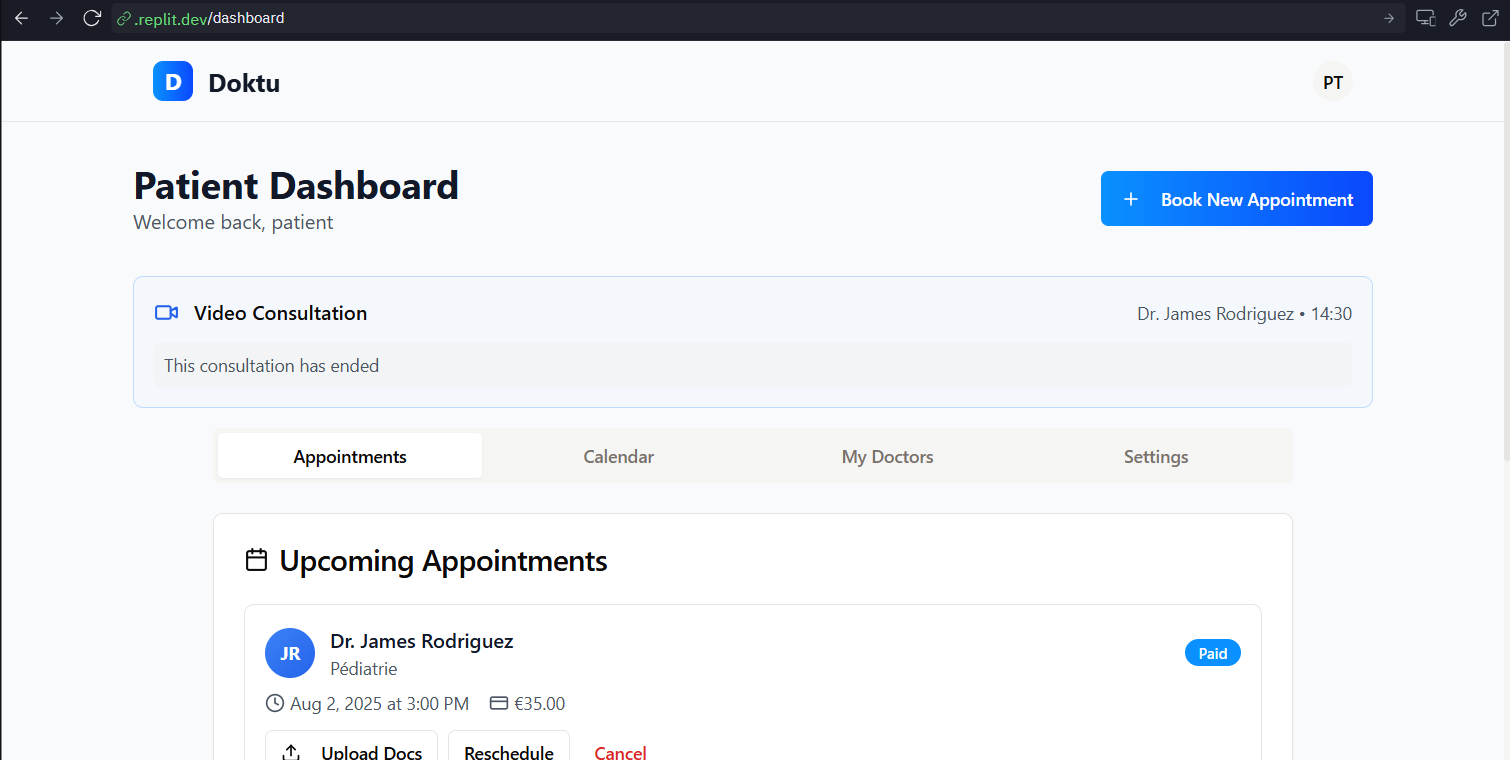 .replit.dev/dashboard
D Doktu
PT
Patient Dashboard
Welcome back, patient
Book New Appointment
Video Consultation
Dr. James Rodriguez • 14:30
This consultation has ended
Appointments Calendar My Doctors Settings
Upcoming Appointments
JR
Dr. James Rodriguez
Pédiatrie
Paid
Aug 2, 2025 at 3:00 PM €35.00
Upload Docs Reschedule Cancel